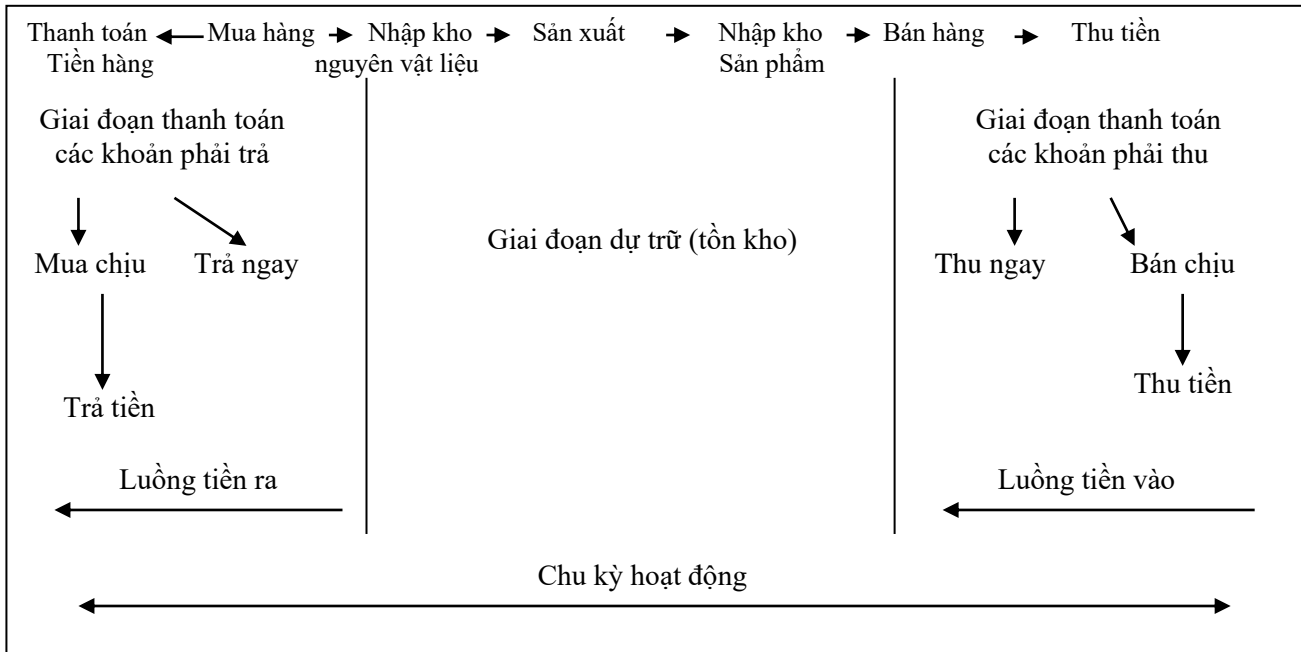 Thanh toán Mua hàng Nhập kho Sản xuất Nhập kho Bán hàng Thu tiền
Tiền hàng nguyên vật liệu Sản phẩm
Giai đoạn thanh toán Giai đoạn thanh toán
các khoản phải trả các khoản phải thu
Giai đoạn dự trữ (tồn kho)
Mua chịu Trả ngay Thu ngay Bán chịu
Thu tiền
Trả tiền
Luồng tiền ra Luồng tiền vào
Chu kỳ hoạt động